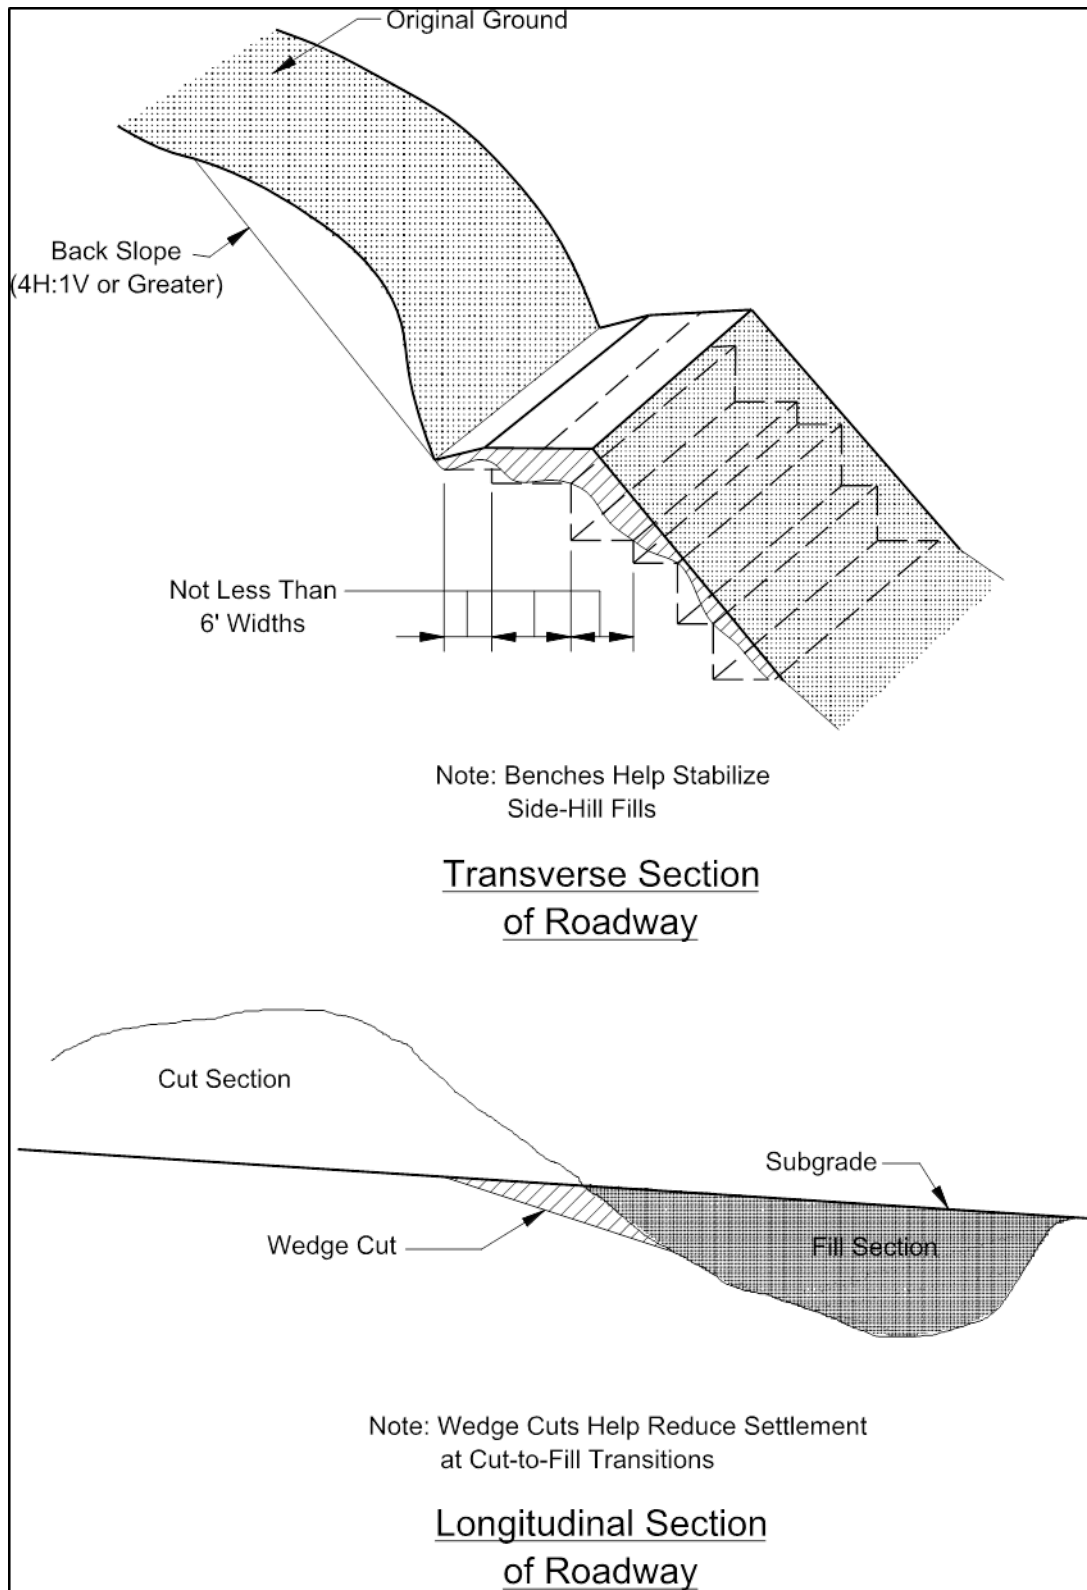 Original Ground
Back Slope
(4H:1V or Greater)
Not Less Than
6' Widths
Note: Benches Help Stabilize
Side-Hill Fills
Transverse Section
of Roadway
Cut Section
Subgrade
Wedge Cut
Fill Section
Note: Wedge Cuts Help Reduce Settlement
at Cut-to-Fill Transitions
Longitudinal Section
of Roadway